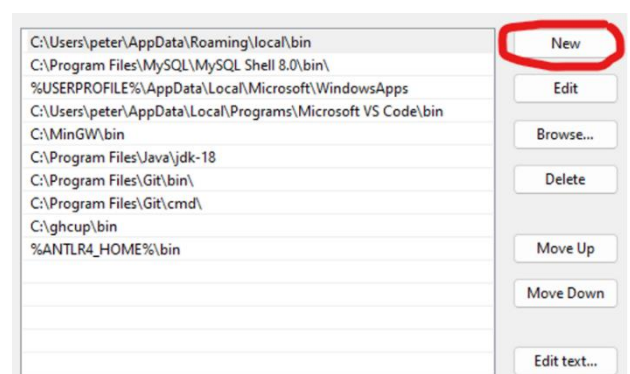 C:\Users\peter\AppData\Roaming\local\bin
C:\Program Files\MySQL\MySQL Shell 8.0\bin\
%USERPROFILE%\AppData\Local\Microsoft\WindowsApps
C:\Users\peter\AppData\Local\Programs\Microsoft VS Code\bin
C:\MinGW\bin
C:\Program Files\Java\jdk-18
C:\Program Files\Git\bin\
C:\Program Files\Git\cmd\
C:\ghcup\bin
%ANTLR4_HOME%\bin
New
Edit
Browse...
Delete
Move Up
Move Down
Edit text...